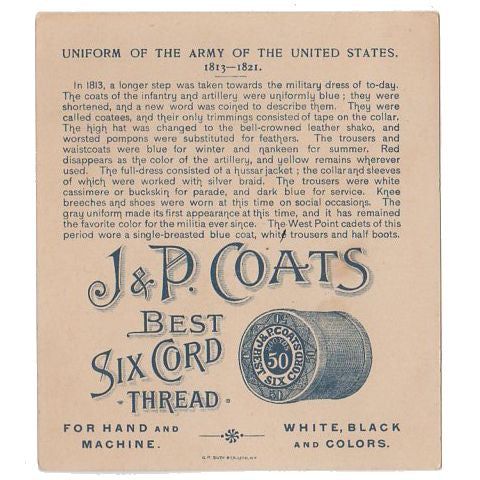 UNIFORM OF THE ARMY OF THE UNITED STATES.
1813—1821.
In 1813, a longer step was taken towards the military dress of to-day.
The coats of the infantry and artillery were uniformly blue; they were
shortened, and a new word was coined to describe them. They were
called coatees, and their only trimmings consisted of tape on the collar.
The high hat was changed to the bell-crowned leather shako, and
worsted pompons were substituted for feathers. The trousers and
waistcoats were blue for winter and nankeen for summer. Red
disappears as the color of the artillery, and yellow remains wherever
used. The full-dress consisted of a hussar jacket; the collar and sleeves
of which were worked with silver braid. The trousers were white
cassimere or buckskin for parade, and dark blue for service. Knee
breeches and shoes were worn at this time on social occasions. The
gray uniform made its first appearance at this time, and it has remained
the favorite color for the militia ever since. The West Point cadets of this
period wore a single-breasted blue coat, white trousers and half boots.
J & P. COATS
BEST
SIX CORD
THREAD
J. & P. COATS
BEST
50
SIX CORD
FOR HAND AND
MACHINE.
WHITE, BLACK
AND COLORS.